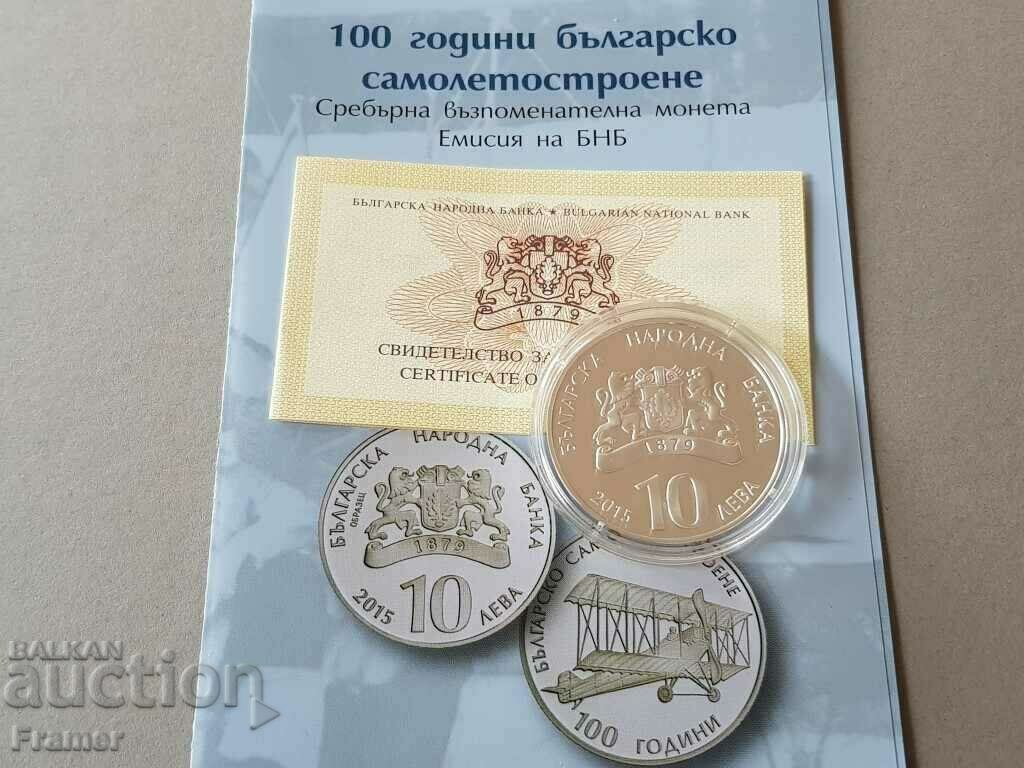 100 години българско
самолетостроене
Сребърна възпоменателна монета
Емисия на БНБ
БЪЛГАРСКА НАРОДНА БАНКА ★ BULGARIAN NATIONAL BANK
1879
СВИДЕТЕЛСТВО ЗА
CERTIFICATE O
БЪЛГАРСКА НАРОДНА БАНКА
1879
2015 10 ЛЕВА
БЪЛГАРСКА НАРОДНА БАНКА
ОБРАЗЕЦ
1879
2015 10 ЛЕВА
БЪЛГАРСКО САМ
ОЕНЕ
100 ГОДИНИ
BALKAN
auction
Framer